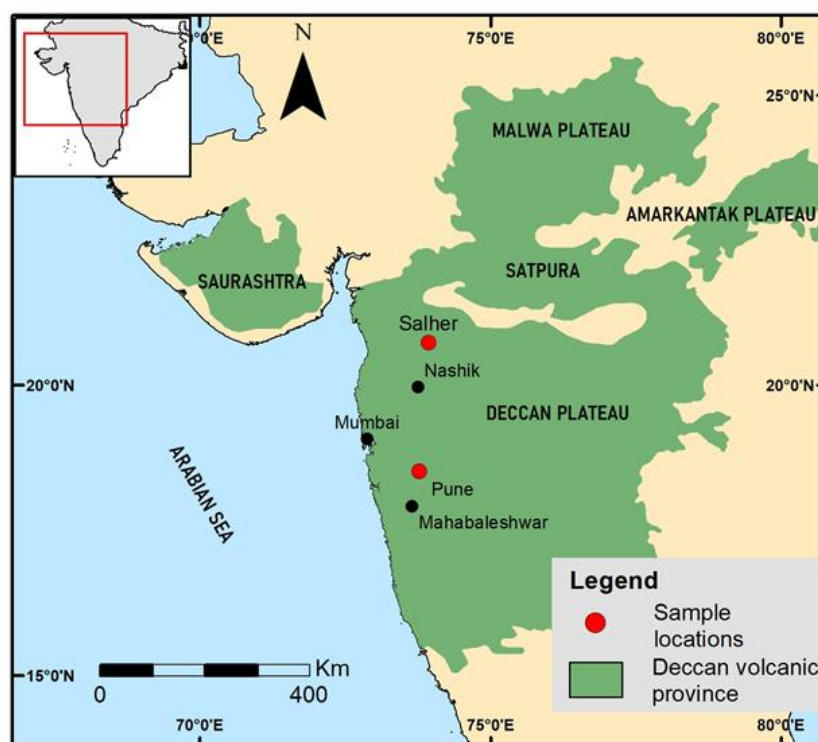 0°E
75°E
80°E
N
25°0'N
25°0'N
MALWA PLATEAU
AMARKANTAK PLATEAU
SATPURA
SAURASHTRA
Salher
Nashik
20°0'N
20°0'N
DECCAN PLATEAU
Mumbai
ARABIAN SEA
Pune
Mahabaleshwar
Legend
Sample
locations
Deccan volcanic
province
Km
0
400
15°0'N
70°0'E
75°0'E
80°0'E